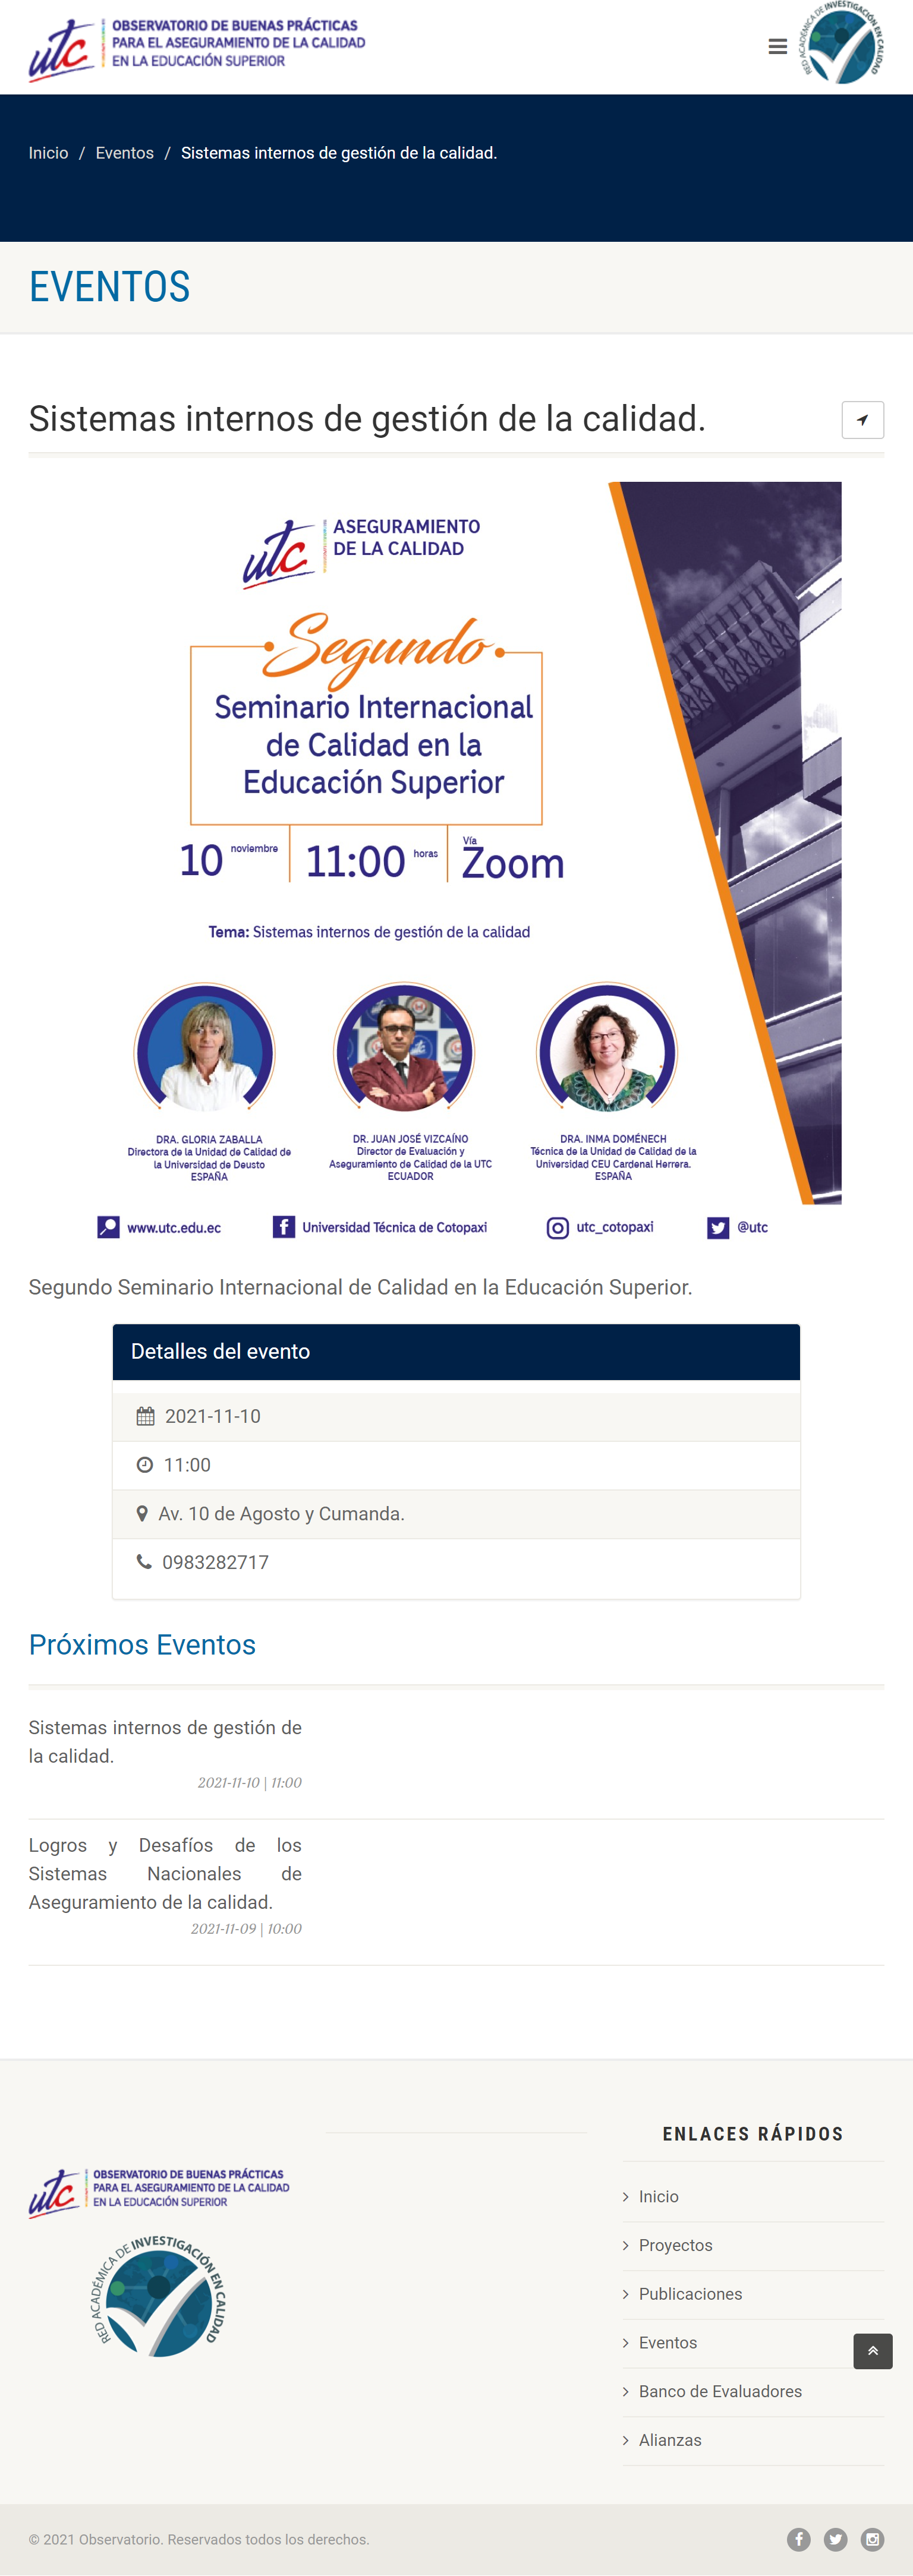 utc
OBSERVATORIO DE BUENAS PRÁCTICAS
PARA EL ASEGURAMIENTO DE LA CALIDAD
EN LA EDUCACIÓN SUPERIOR
RED ACADÉMICA DE INVESTIGACIÓN EN CALIDAD
Inicio / Eventos / Sistemas internos de gestión de la calidad.
EVENTOS
Sistemas internos de gestión de la calidad.
utc
ASEGURAMIENTO
DE LA CALIDAD
Segundo
Seminario Internacional
de Calidad en la
Educación Superior
10 noviembre
11:00 horas
Vía
Zoom
Tema: Sistemas internos de gestión de la calidad
DRA. GLORIA ZABALLA
Directora de la Unidad de Calidad de
la Universidad de Deusto
ESPAÑA
DR. JUAN JOSÉ VIZCAÍNO
Director de Evaluación y
Aseguramiento de Calidad de la UTC
ECUADOR
DRA. INMA DOMÉNECH
Técnica de la Unidad de Calidad de la
Universidad CEU Cardenal Herrera.
ESPAÑA
www.utc.edu.ec
Universidad Técnica de Cotopaxi
utc_cotopaxi
@utc
Segundo Seminario Internacional de Calidad en la Educación Superior.
Detalles del evento
2021-11-10
11:00
Av. 10 de Agosto y Cumanda.
0983282717
Próximos Eventos
Sistemas internos de gestión de
la calidad.
2021-11-10 | 11:00
Logros y Desafíos de los
Sistemas Nacionales de
Aseguramiento de la calidad.
2021-11-09 | 10:00
utc
OBSERVATORIO DE BUENAS PRÁCTICAS
PARA EL ASEGURAMIENTO DE LA CALIDAD
EN LA EDUCACIÓN SUPERIOR
RED ACADÉMICA DE INVESTIGACIÓN EN CALIDAD
ENLACES RÁPIDOS
Inicio
Proyectos
Publicaciones
Eventos
Banco de Evaluadores
Alianzas
© 2021 Observatorio. Reservados todos los derechos.